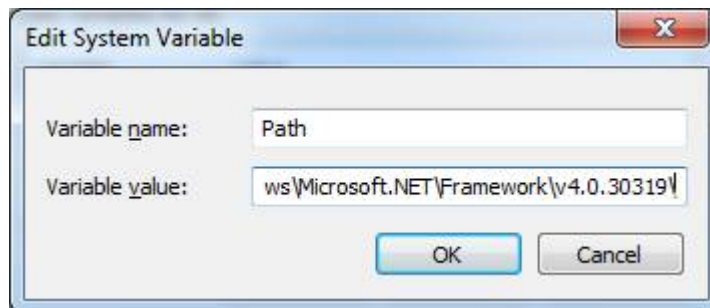 Edit System Variable
Variable name:
Path
Variable value:
ws\Microsoft.NET\Framework\v4.0.30319\
OK
Cancel